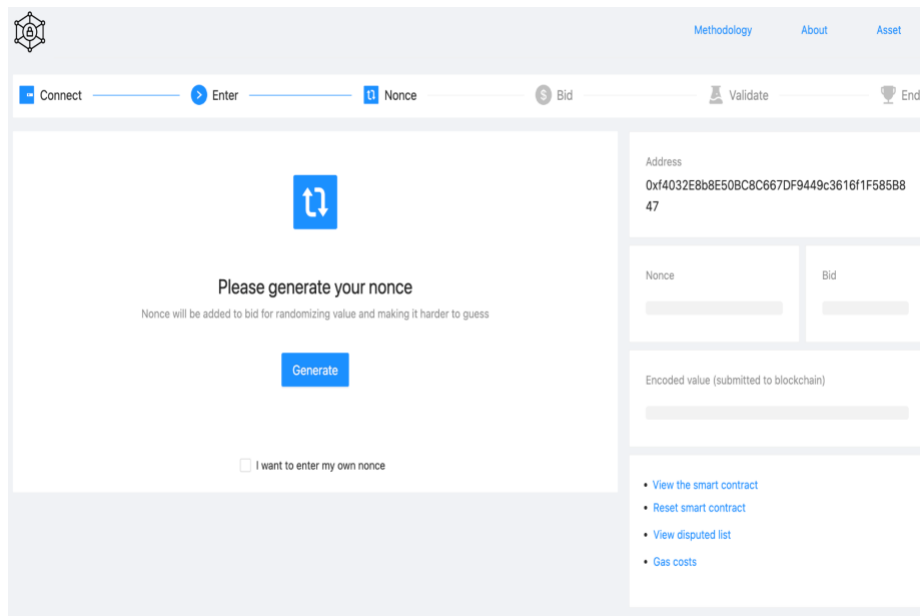 Methodology About Asset
Connect Enter Nonce Bid Validate End
Please generate your nonce
Nonce will be added to bid for randomizing value and making it harder to guess
Generate
I want to enter my own nonce
Address
0xf4032E8b8E50BC8C667DF9449c3616f1F585B8
47
Nonce Bid
Encoded value (submitted to blockchain)
• View the smart contract
• Reset smart contract
• View disputed list
• Gas costs